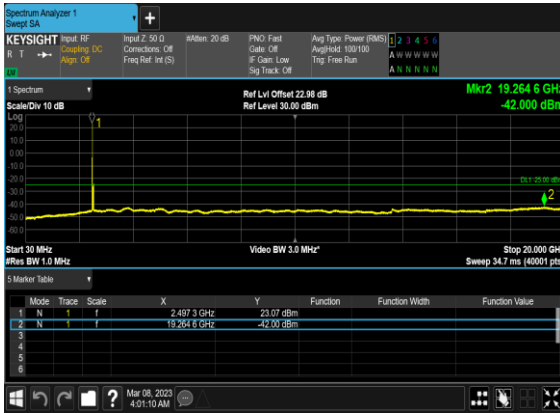 Spectrum Analyzer 1
Swept SA
+
KEYSIGHT Input: RF Input Z: 50 Ω #Atten: 20 dB PNO: Fast Avg Type: Power (RMS) 1 2 3 4 5 6
R T Coupling: DC Corrections: Off Gate: Off Avg|Hold: 100/100 A W W W W W
Align: Off Freq Ref: Int (S) IF Gain: Low Trig: Free Run
Sig Track: Off A N N N N N
1 Spectrum Ref Lvl Offset 22.98 dB Mkr2 19.264 6 GHz
Scale/Div 10 dB Ref Level 30.00 dBm -42.000 dBm
Log
1
20.0
10.0
0.00
-10.0
-20.0 DL1 -25.00 dBm
-30.0
2
-40.0
-50.0
-60.0
Start 30 MHz Video BW 3.0 MHz* Stop 20.000 GHz
#Res BW 1.0 MHz Sweep 34.7 ms (40001 pts)
5 Marker Table
Mode Trace Scale X Y Function Function Width Function Value
1 N 1 f 2.497 3 GHz 23.07 dBm
2 N 1 f 19.264 6 GHz -42.00 dBm
3
4
5
6
? Mar 08, 2023
4:01:10 AM